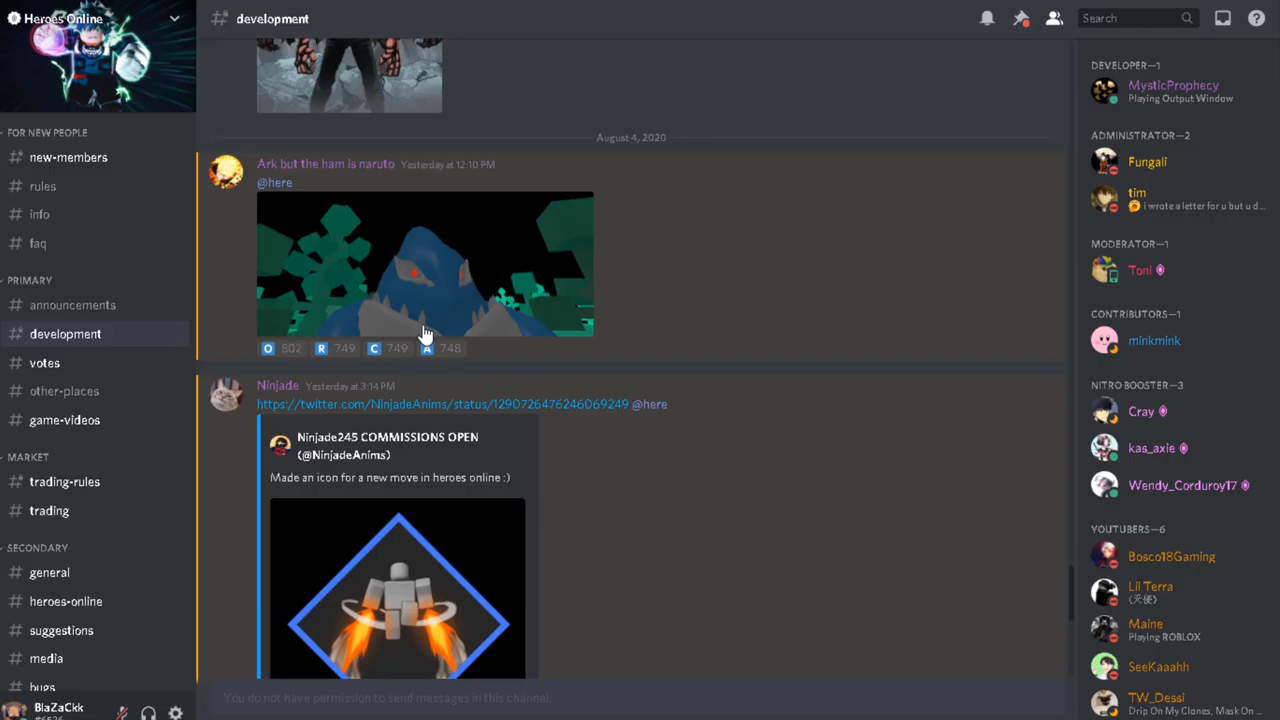 Heroes Online
FOR NEW PEOPLE
new-members
rules
info
faq
PRIMARY
announcements
development
votes
other-places
game-videos
MARKET
trading-rules
trading
SECONDARY
general
heroes-online
suggestions
media
bugs
BlaZaCkk
development
August 4, 2020
Ark but the ham is naruto Yesterday at 12:10 PM
@here
O 802 R 749 C 749 A 748
Ninjade Yesterday at 3:14 PM
https://twitter.com/NinjadeAnims/status/1290726476246069249 @here
Ninjade245 COMMISSIONS OPEN
(@NinjadeAnims)
Made an icon for a new move in heroes online :)
You do not have permission to send messages in this channel.
Search
DEVELOPER—1
MysticProphecy
Playing Output Window
ADMINISTRATOR—2
Fungali
tim
i wrote a letter for u but u d...
MODERATOR—1
Toni
CONTRIBUTORS—1
minkmink
NITRO BOOSTER—3
Cray
kas_axie
Wendy_Corduroy17
YOUTUBERS—6
Bosco18Gaming
Lil Terra
(天使)
Maine
Playing ROBLOX
SeeKaaahh
TW_Dessi
Drip On My Clones, Mask On ...